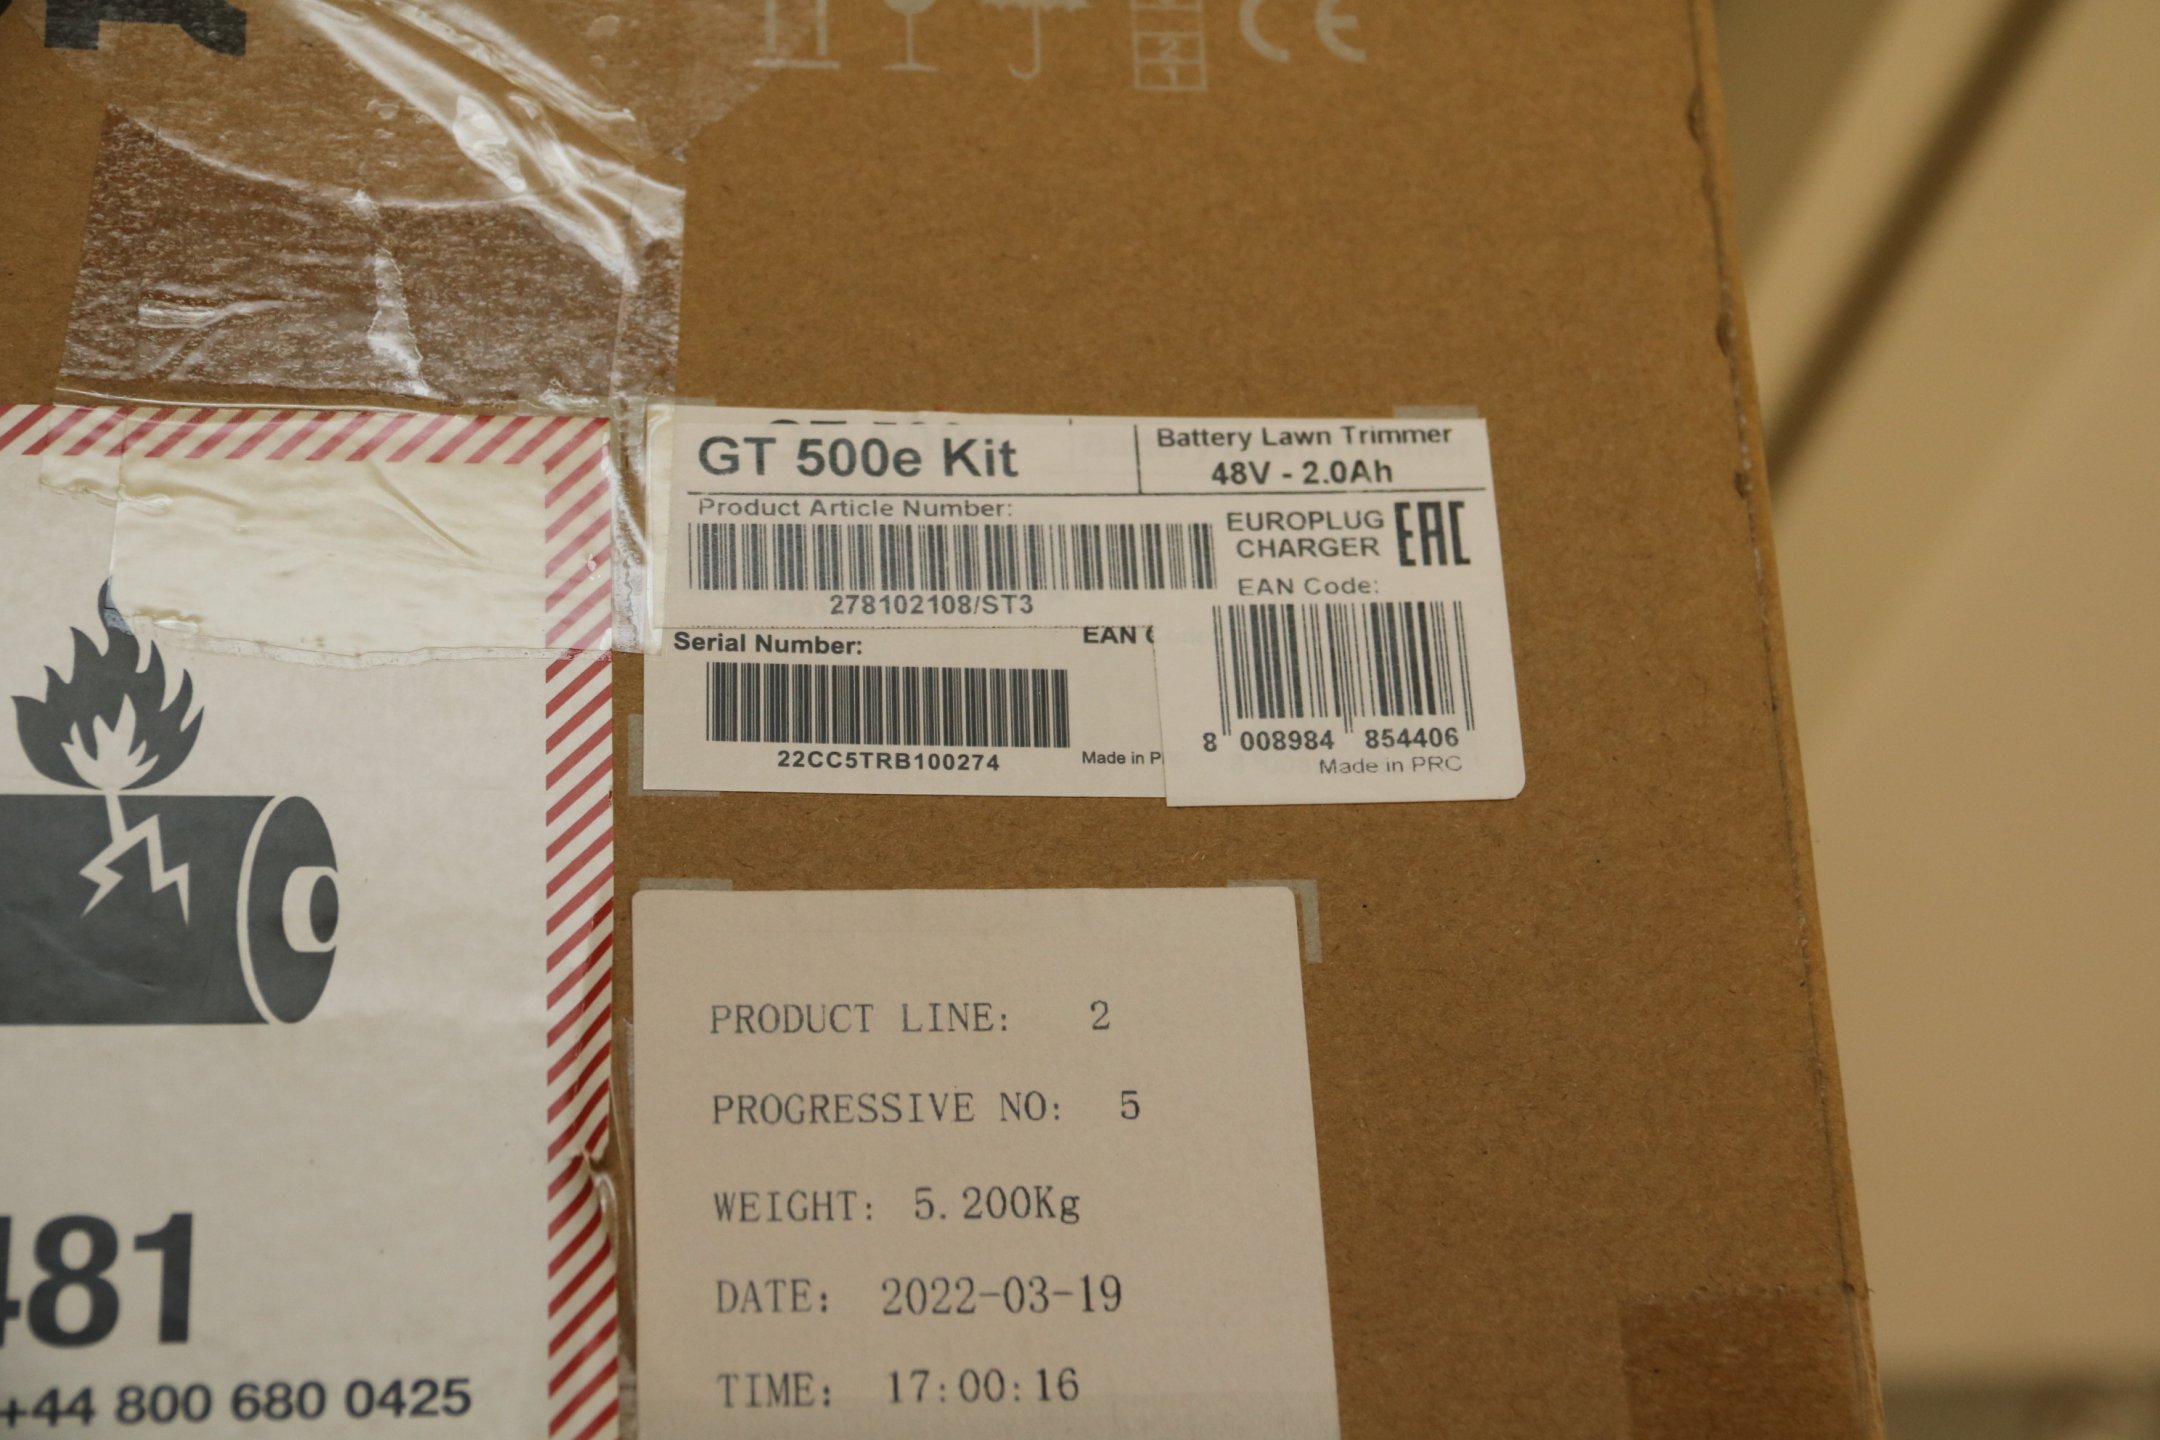 2
1
CE
GT 500e Kit
Battery Lawn Trimmer
48V - 2.0Ah
Product Article Number:
278102108/ST3
EUROPLUG
CHARGER
EAC
EAN Code:
8 008984 854406
Made in PRC
Serial Number:
EAN
22CC5TRB100274
Made in P
PRODUCT LINE: 2
PROGRESSIVE NO: 5
WEIGHT: 5.200Kg
DATE: 2022-03-19
TIME: 17:00:16
481
+44 800 680 0425